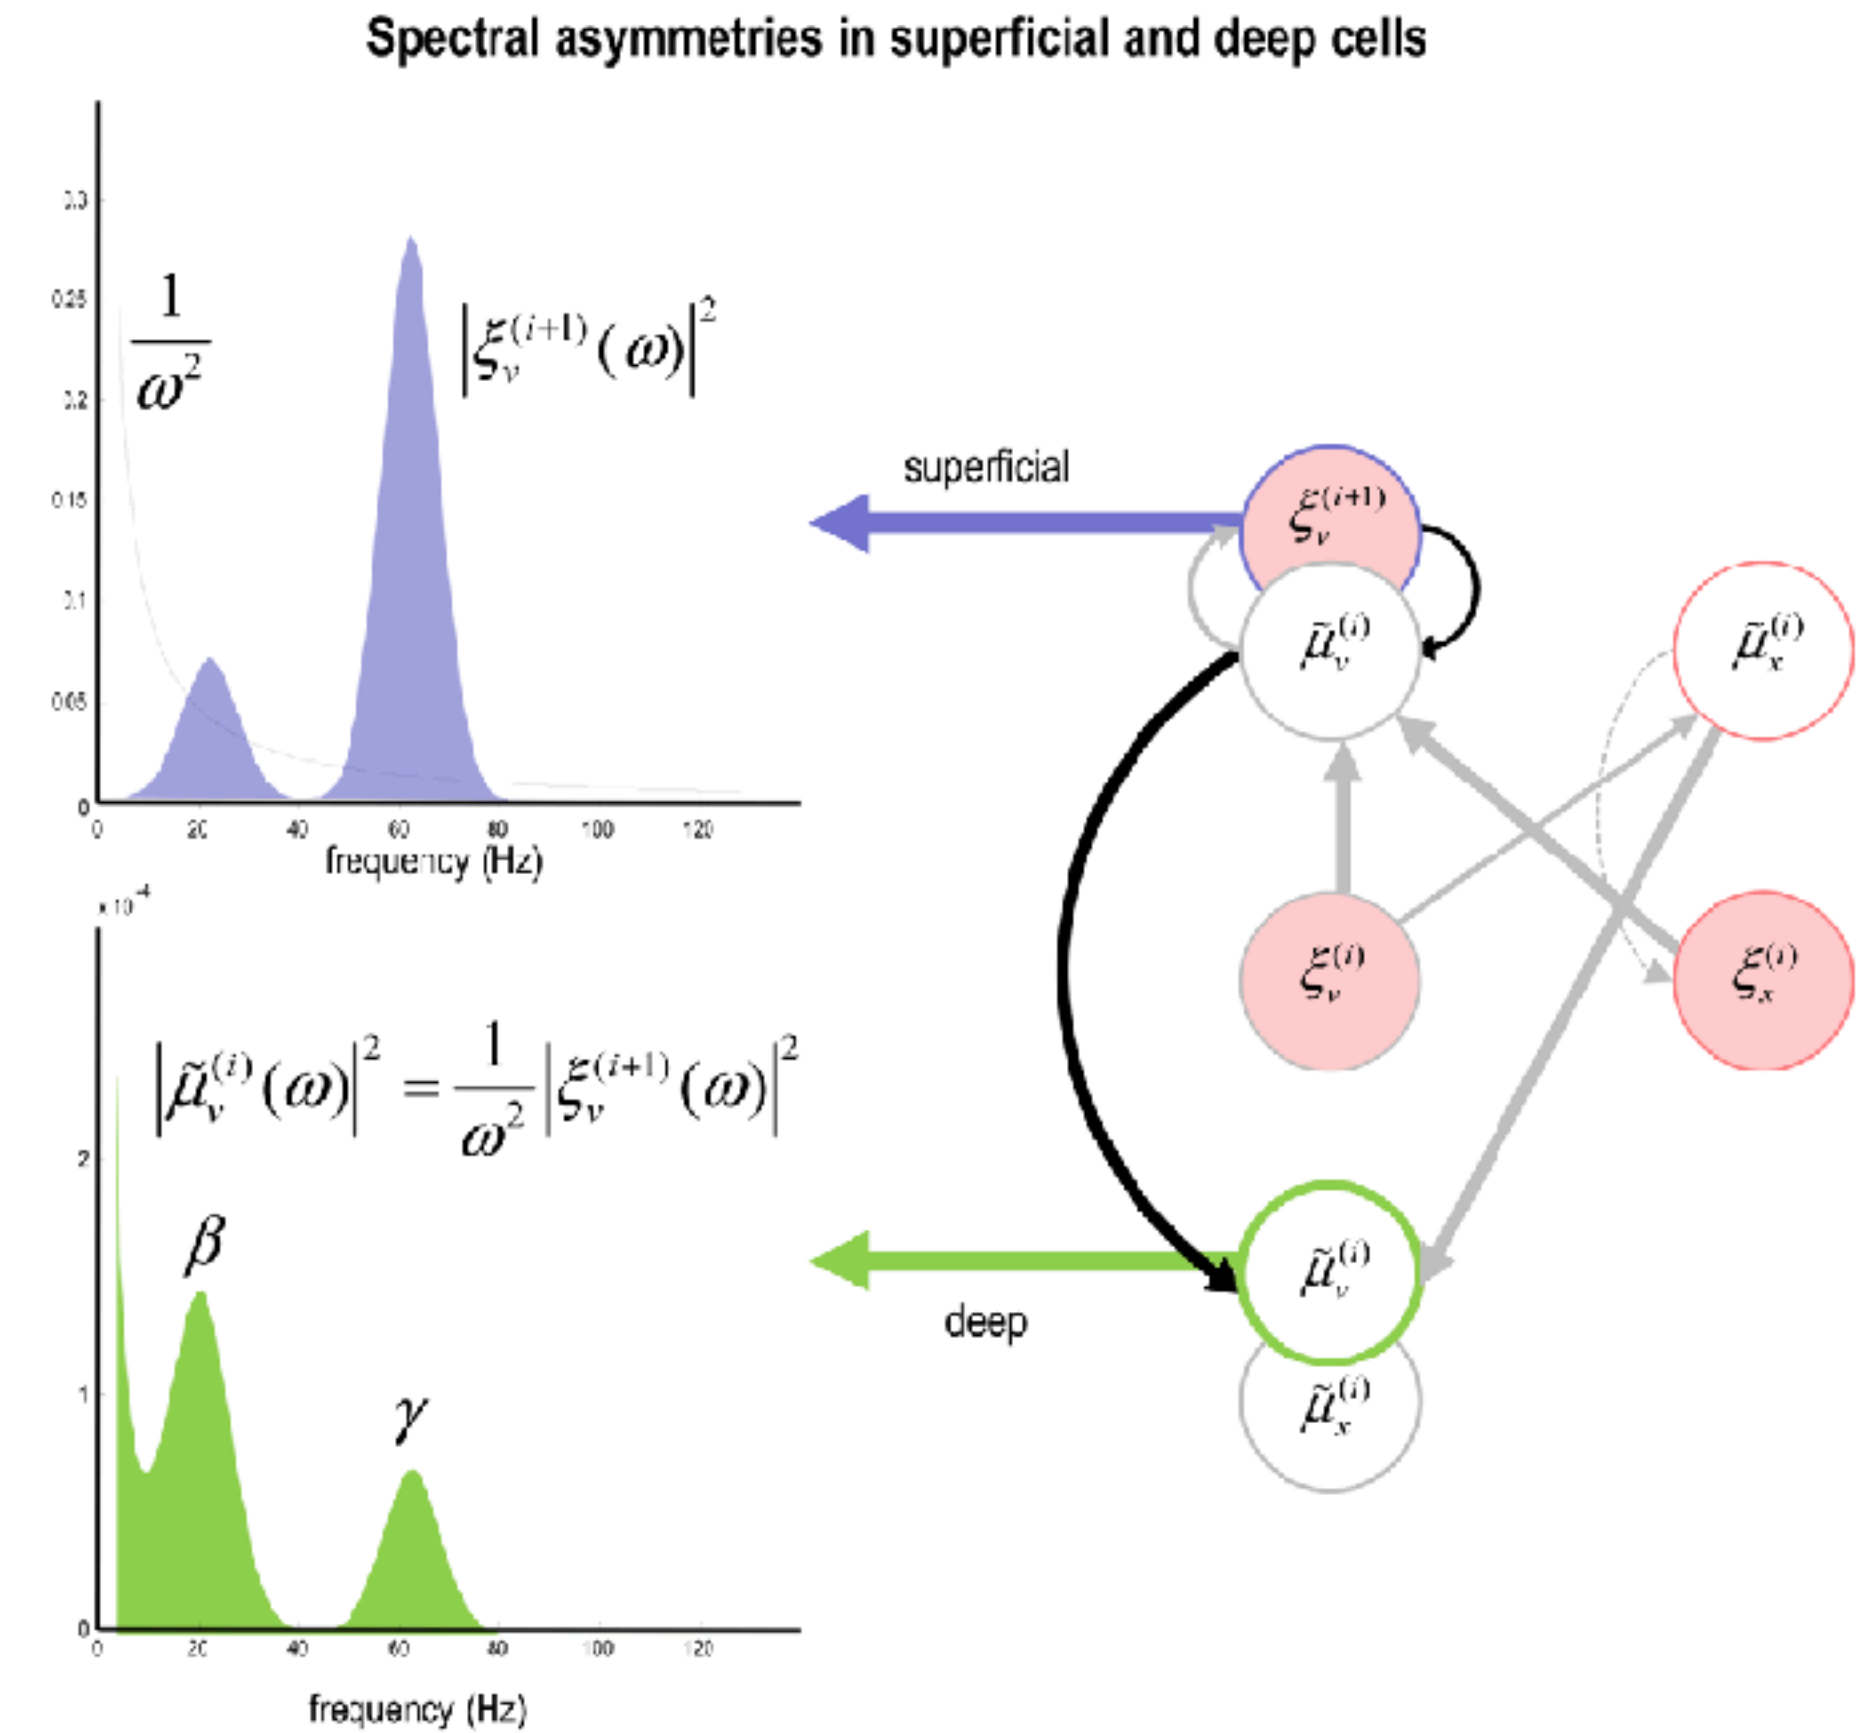 Spectral asymmetries in superficial and deep cells
0.3
0.25
0.2
0.15
0.1
0.05
0
1/ω²
|ξ_v^(i+1)(ω)|²
0 20 40 60 80 100 120
frequency (Hz)
x 10^-4
2
1
0
|μ̃_v^(i)(ω)|² = 1/ω² |ξ_v^(i+1)(ω)|²
β
γ
0 20 40 60 80 100 120
frequency (Hz)
superficial
deep
ξ_v^(i+1)
μ̃_v^(i)
μ̃_x^(i)
ξ_v^(i)
ξ_x^(i)
μ̃_v^(i)
μ̃_x^(i)